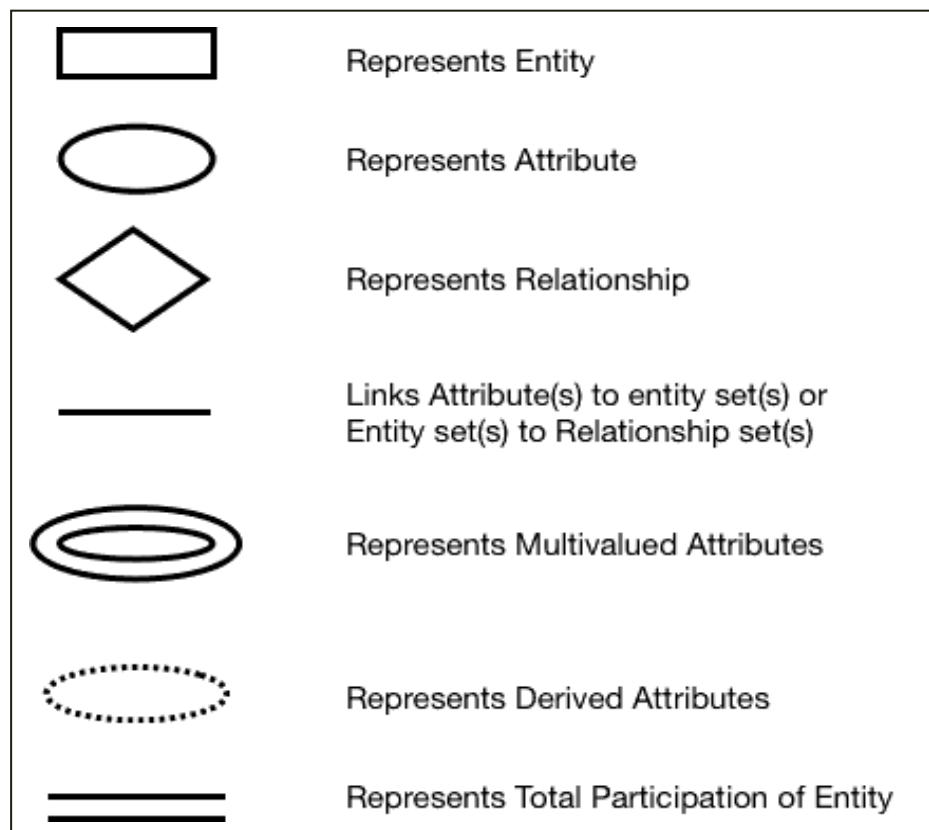 Represents Entity
Represents Attribute
Represents Relationship
Links Attribute(s) to entity set(s) or
Entity set(s) to Relationship set(s)
Represents Multivalued Attributes
Represents Derived Attributes
Represents Total Participation of Entity